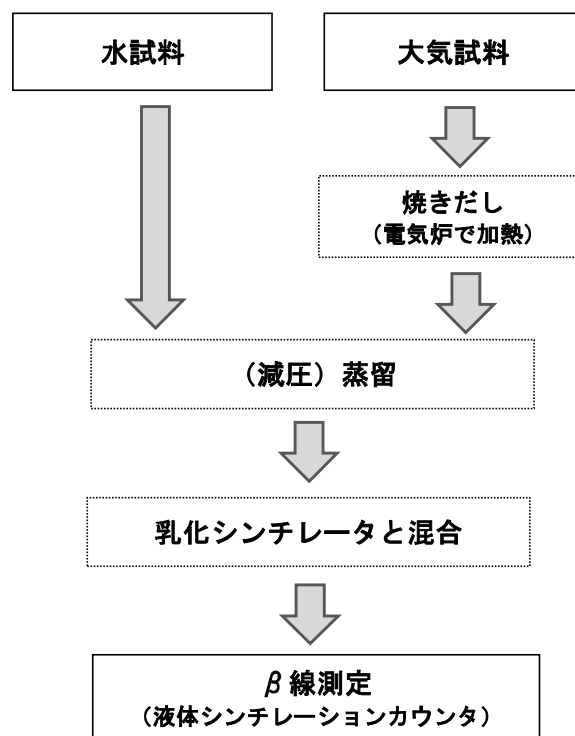 水試料
大気試料
焼きだし
（電気炉で加熱）
（減圧）蒸留
乳化シンチレータと混合
β線測定
（液体シンチレーションカウンタ）